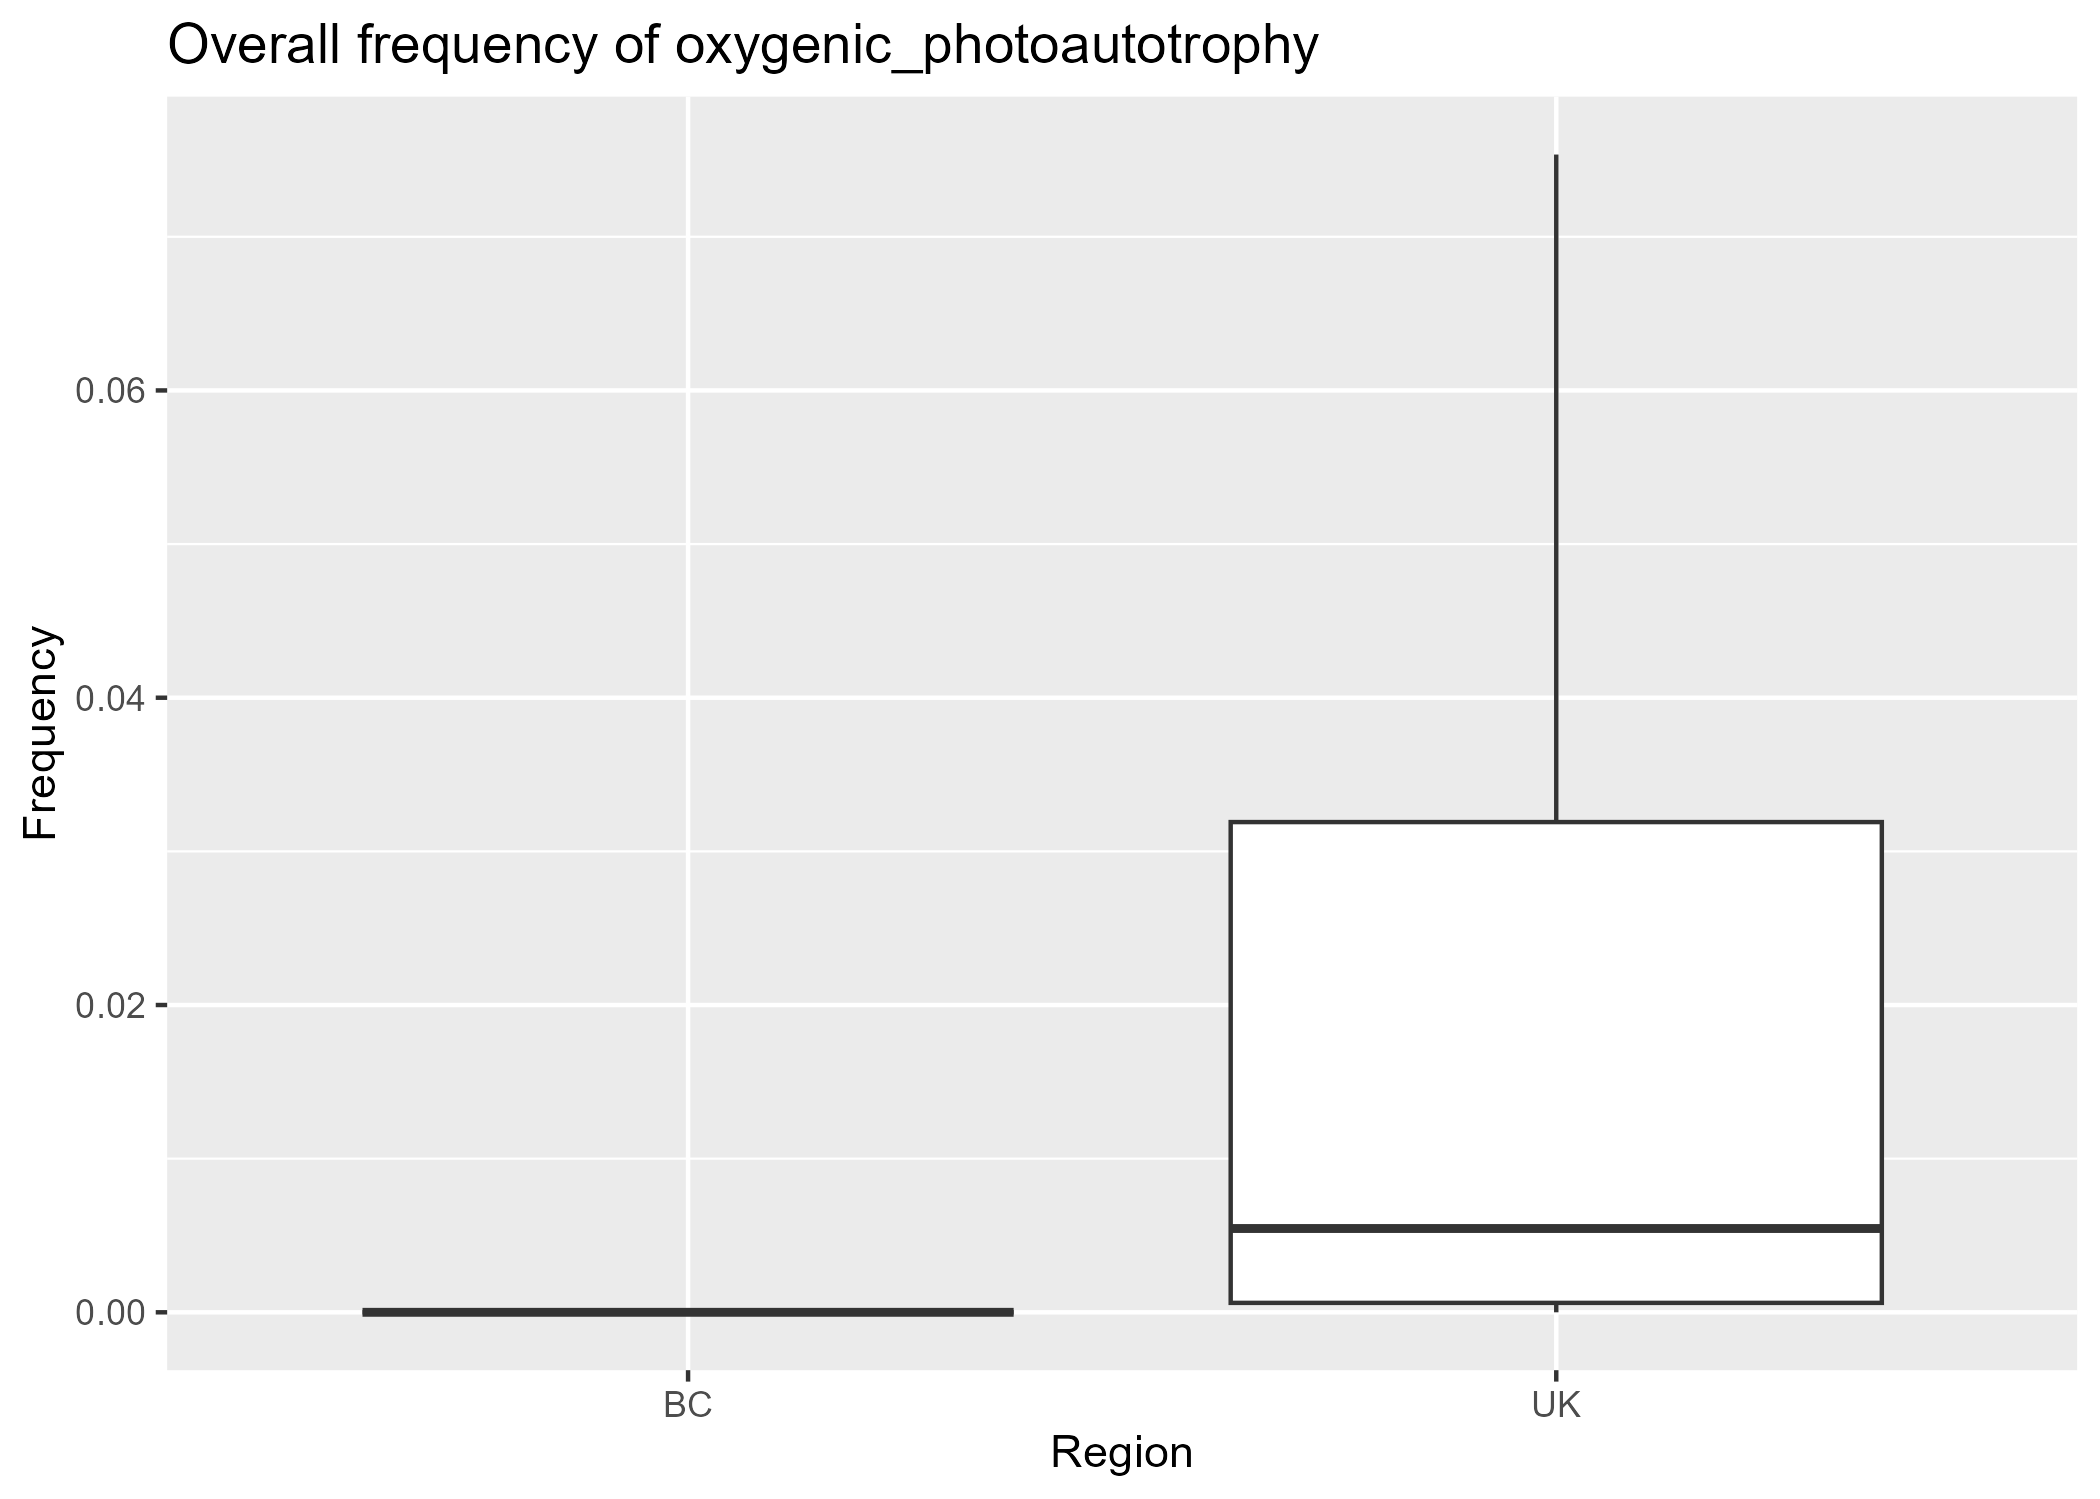 Overall frequency of oxygenic_photoautotrophy
Frequency
0.06
0.04
0.02
0.00
BC
UK
Region